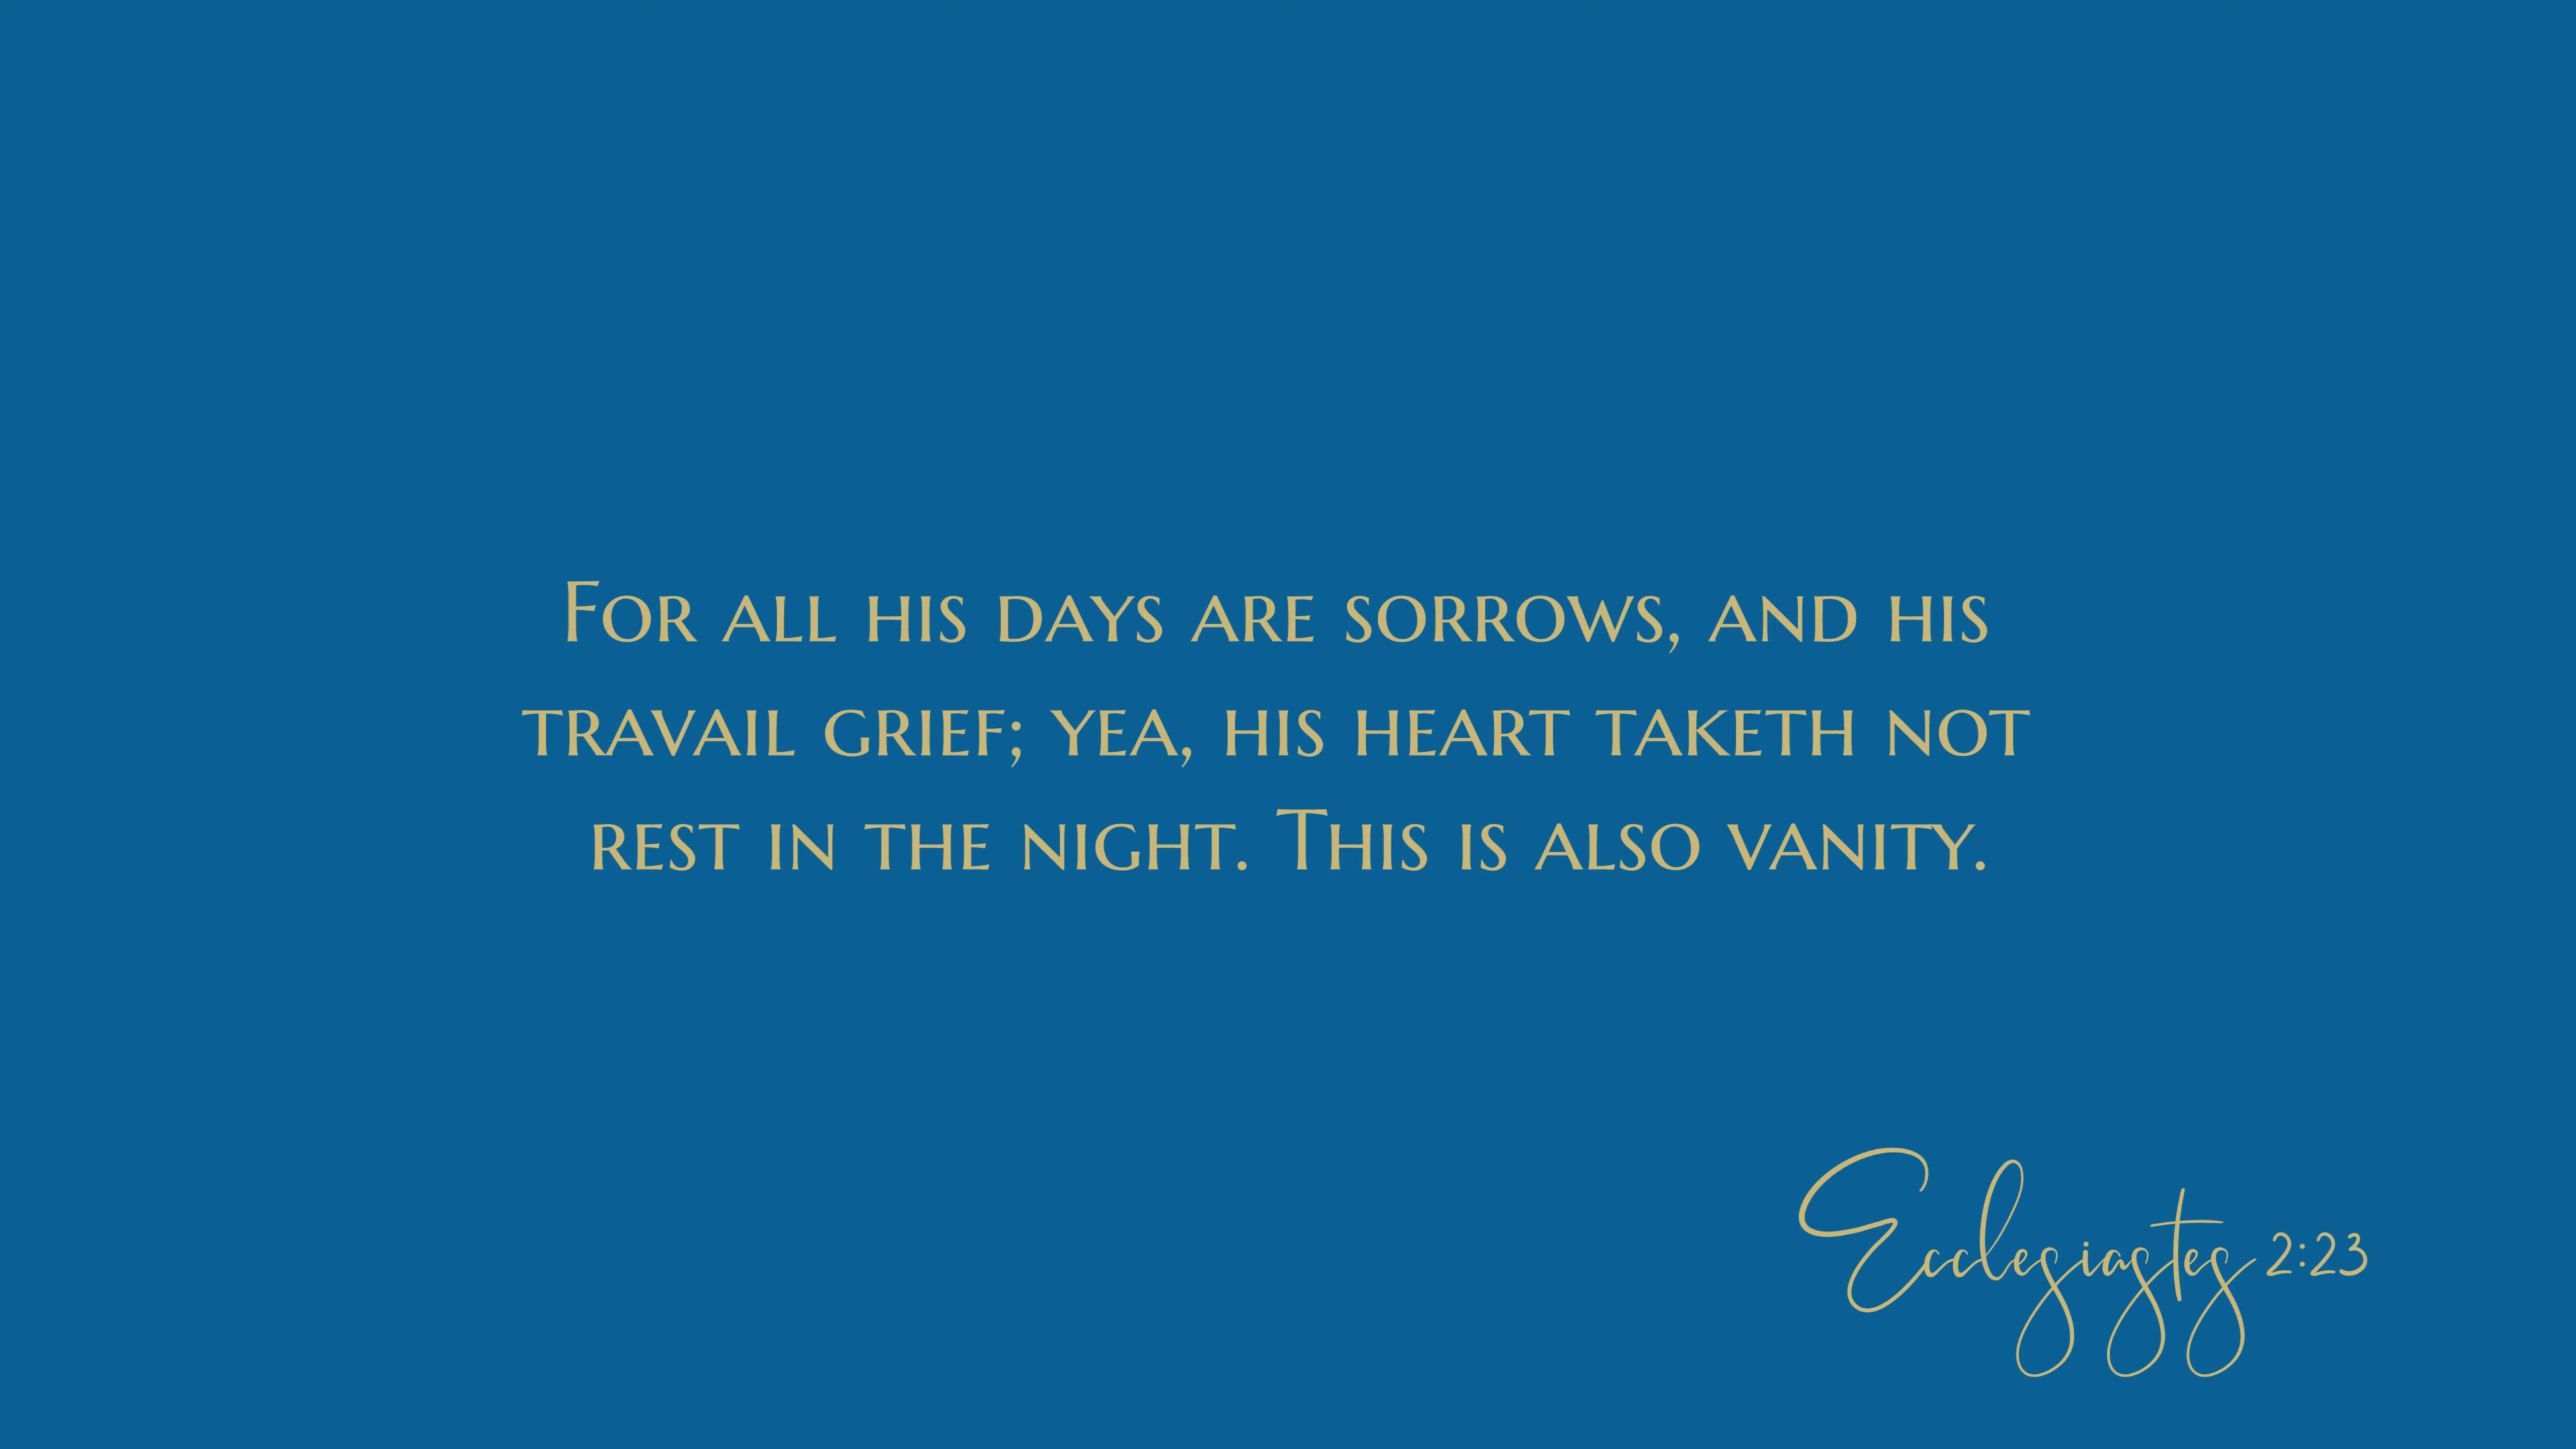 For all his days are sorrows, and his
travail grief; yea, his heart taketh not
rest in the night. This is also vanity.
Ecclesiastes 2:23